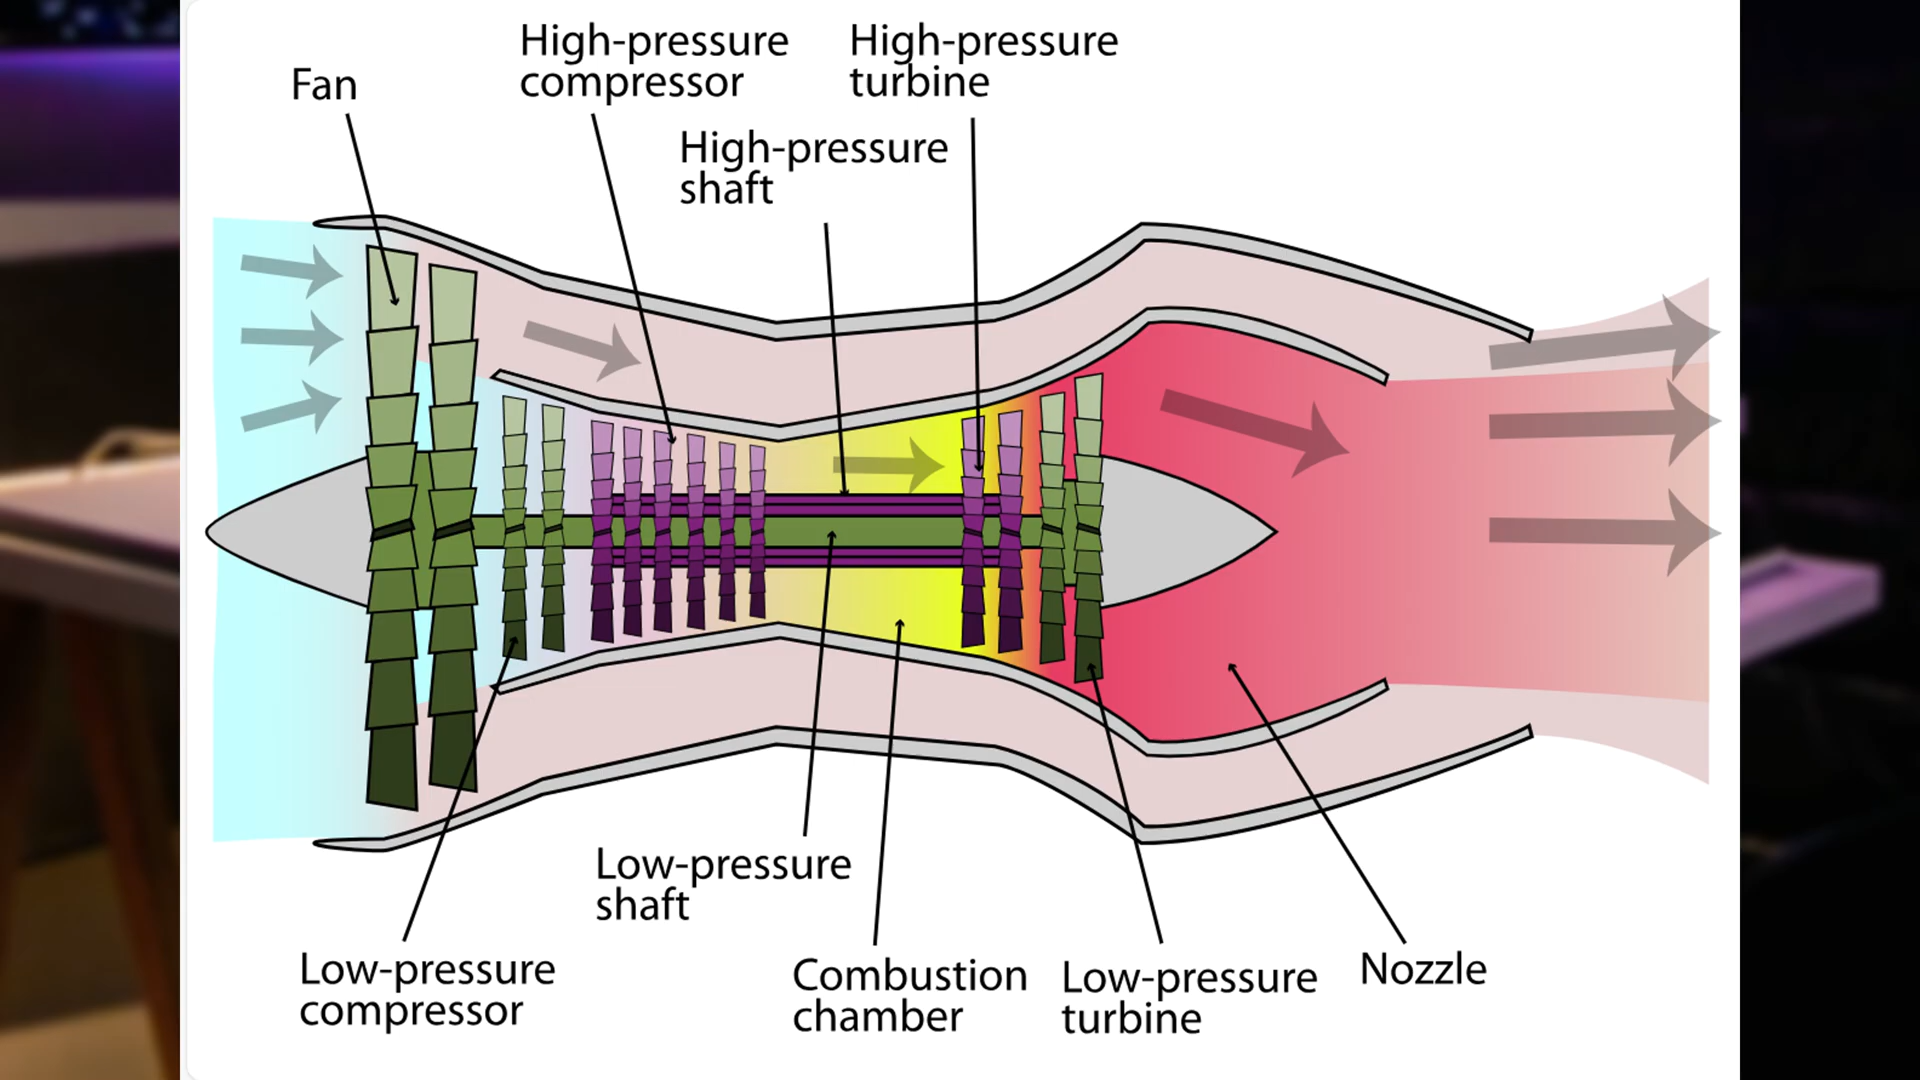 Fan
High-pressure
compressor
High-pressure
turbine
High-pressure
shaft
Low-pressure
shaft
Low-pressure
compressor
Combustion
chamber
Low-pressure
turbine
Nozzle